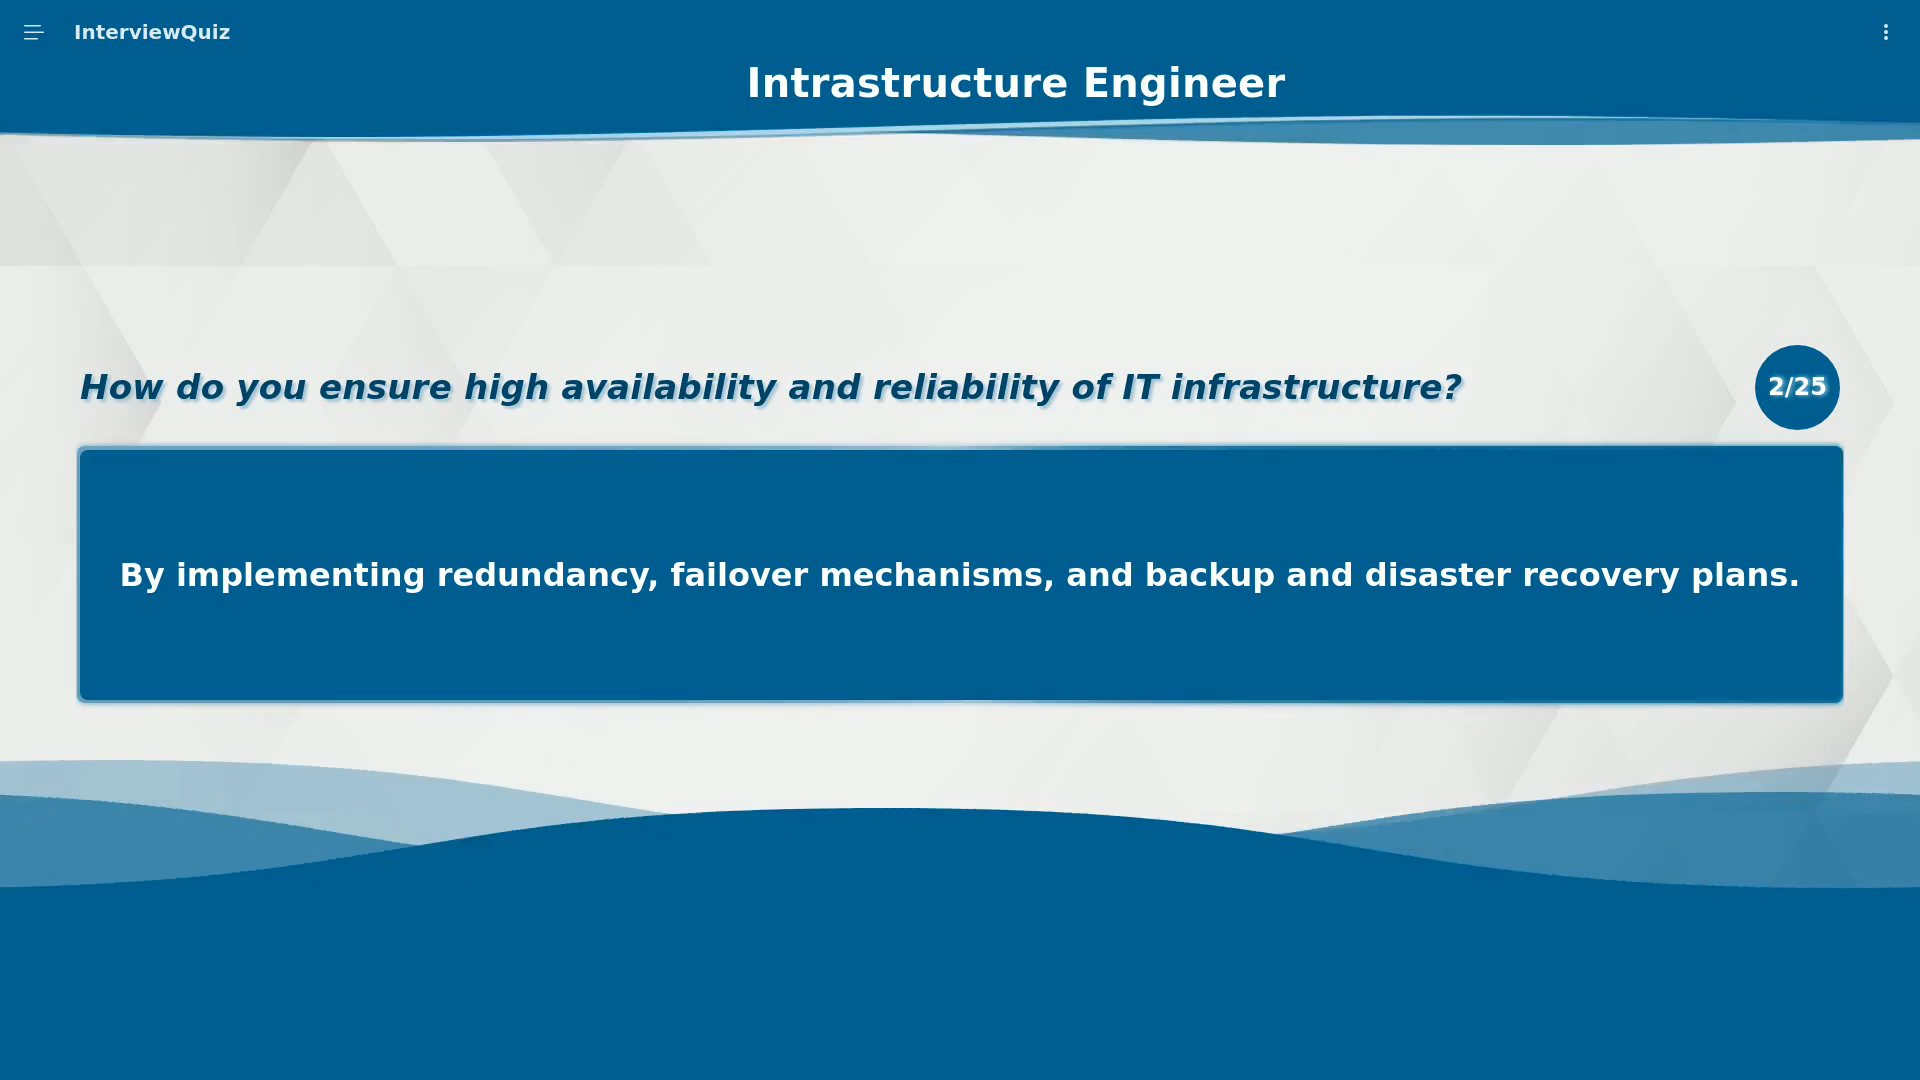 InterviewQuiz
Intrastructure Engineer
How do you ensure high availability and reliability of IT infrastructure?
2/25
By implementing redundancy, failover mechanisms, and backup and disaster recovery plans.